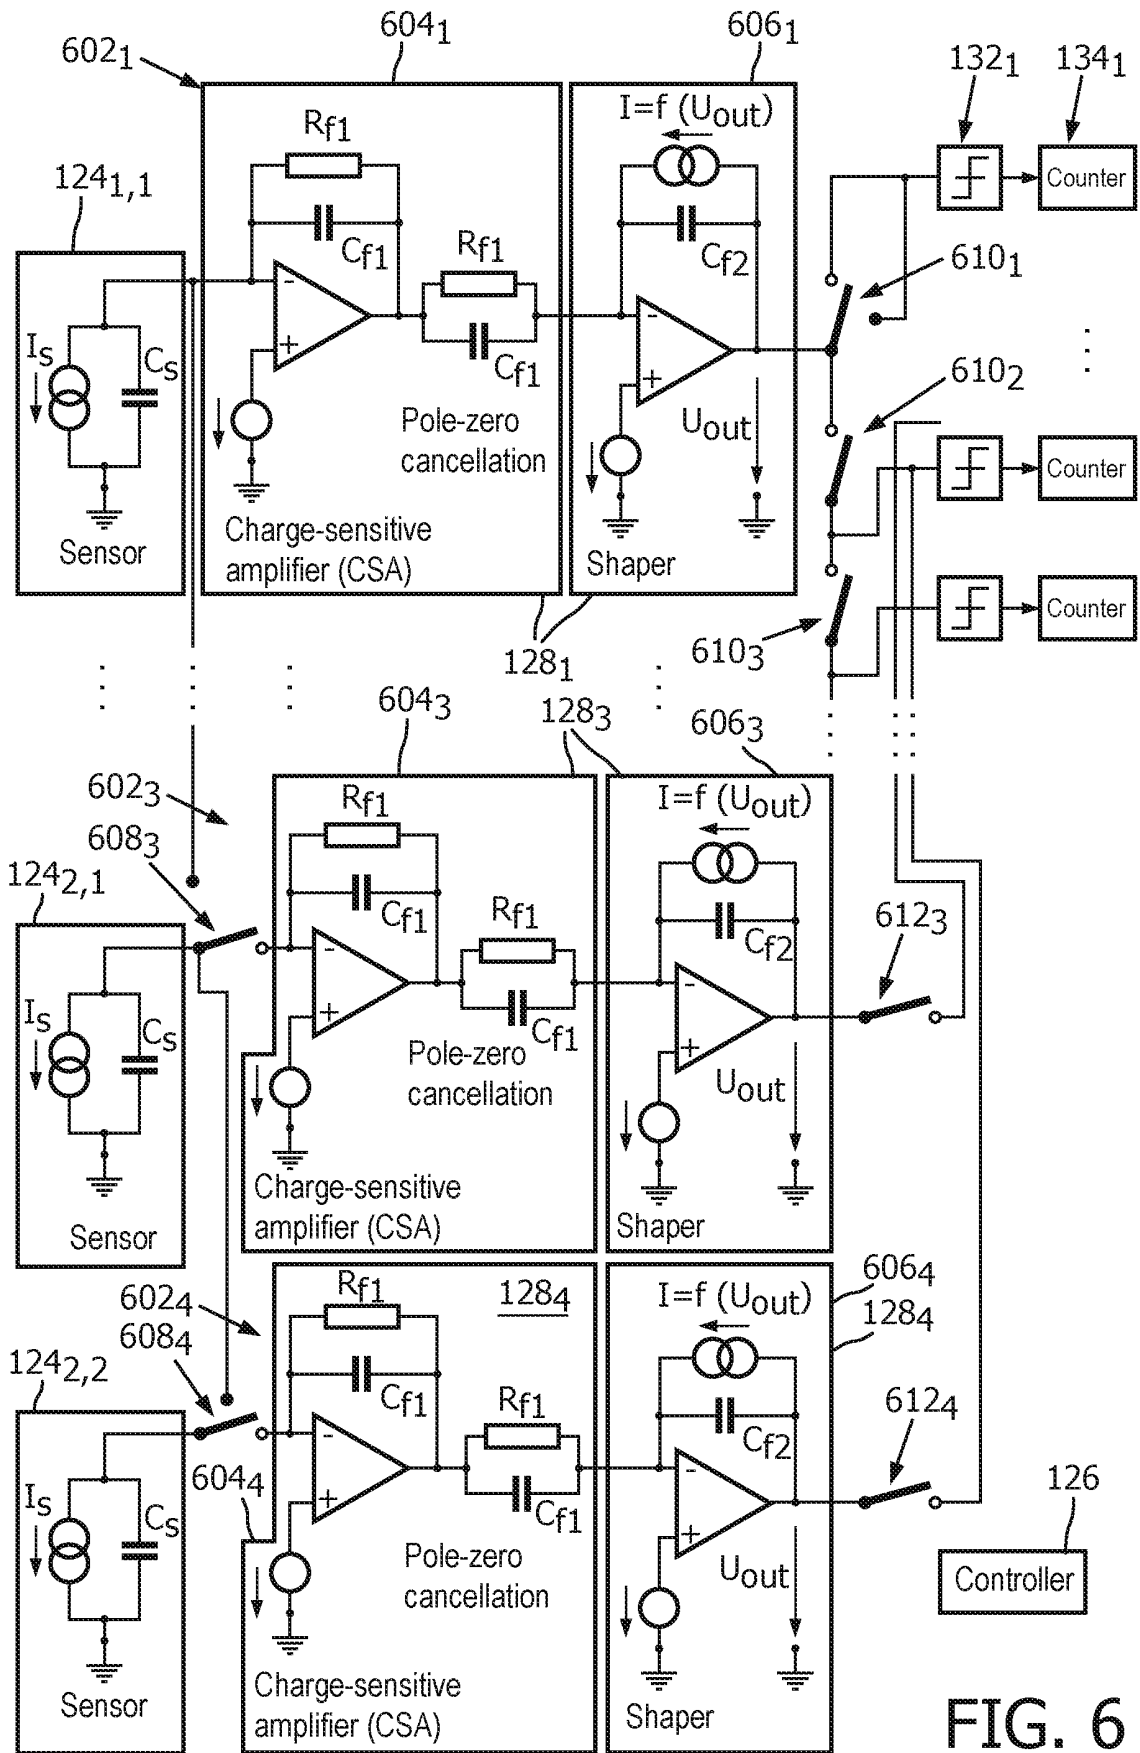 602₁
604₁
606₁
132₁
134₁
I=f (Uout)
Rf1
124₁,₁
Counter
Cf1
Rf1
Cf2
610₁
-
-
Is
Cs
+
Cf1
+
610₂
Pole-zero
cancellation
Uout
Counter
Charge-sensitive
amplifier (CSA)
Sensor
Shaper
Counter
128₁
610₃
604₃
128₃
606₃
602₃
608₃
Rf1
I=f (Uout)
124₂,₁
Cf1
Rf1
Cf2
612₃
-
-
Is
Cs
+
Cf1
+
Pole-zero
cancellation
Uout
Charge-sensitive
amplifier (CSA)
Sensor
Shaper
602₄
608₄
Rf1
128₄
I=f (Uout)
606₄
128₄
124₂,₂
Cf1
Rf1
Cf2
612₄
-
-
604₄
Is
Cs
+
Cf1
+
126
Pole-zero
cancellation
Uout
Controller
Charge-sensitive
amplifier (CSA)
Sensor
Shaper
FIG. 6